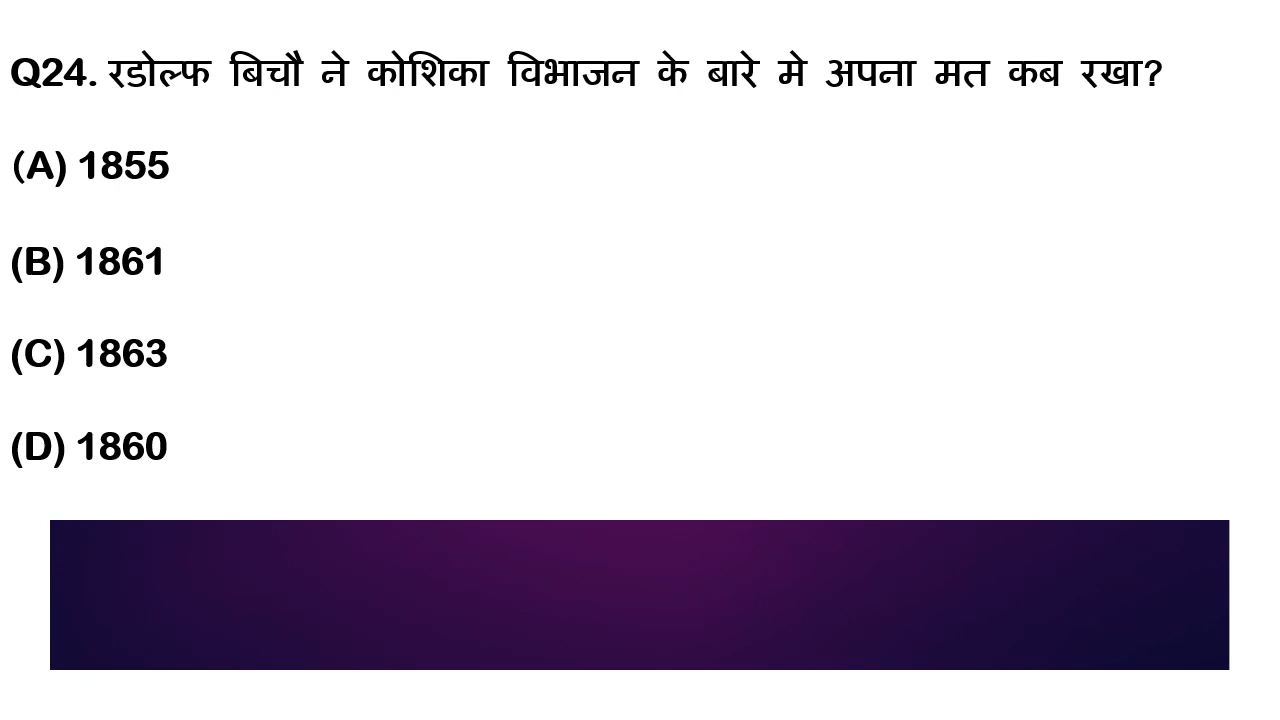 Q24. रडोल्फ बिचौ ने कोशिका विभाजन के बारे मे अपना मत कब रखा?
(A) 1855
(B) 1861
(C) 1863
(D) 1860